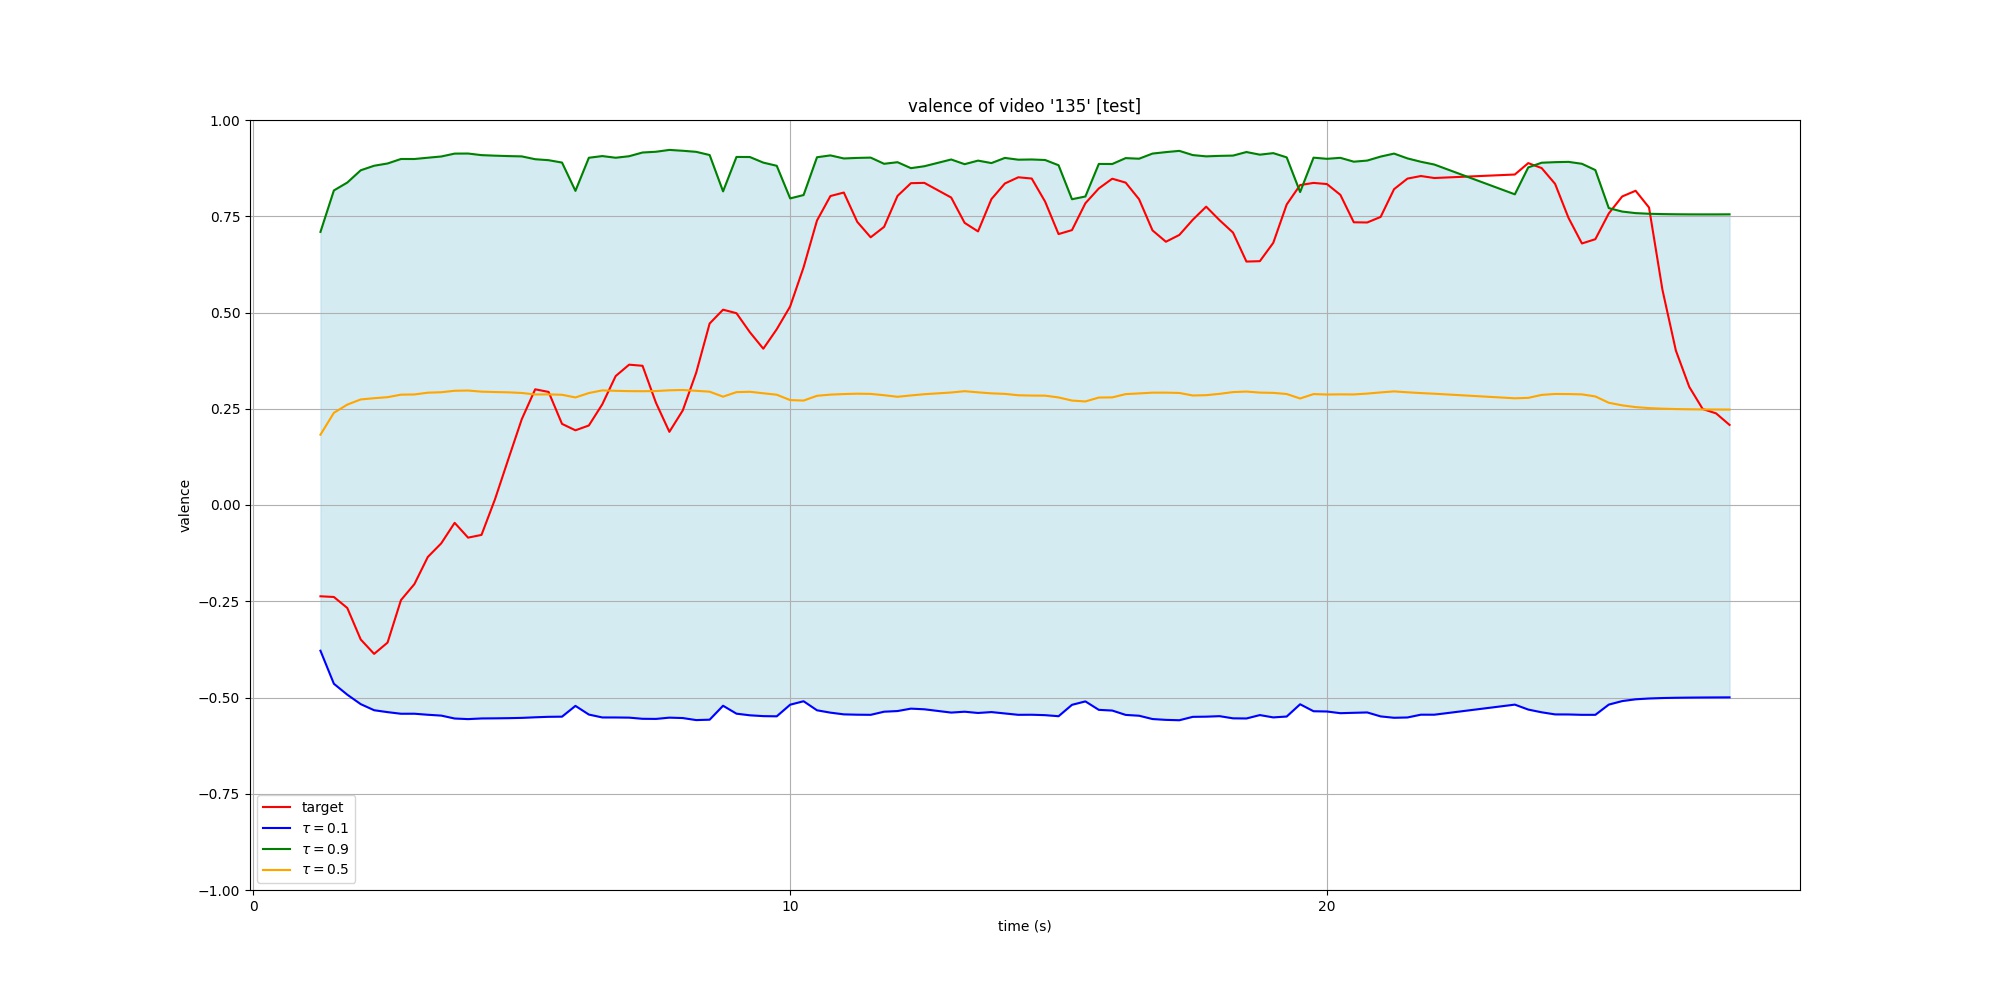 valence of video '135' [test]
1.00
0.75
0.50
0.25
0.00
−0.25
−0.50
−0.75
−1.00
valence
target
τ = 0.1
τ = 0.9
τ = 0.5
0 10 20
time (s)